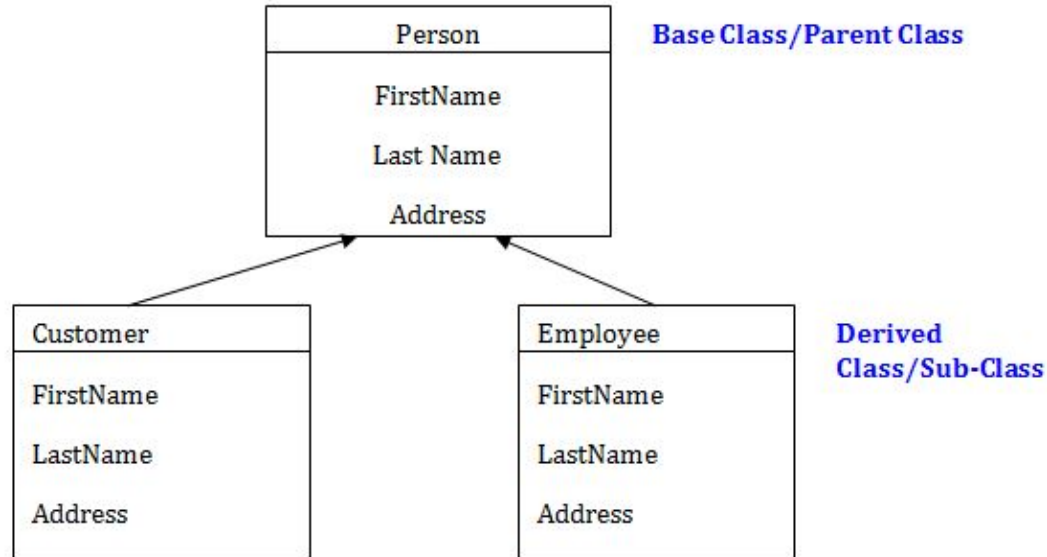 Person
Base Class/Parent Class
FirstName
Last Name
Address
Customer
FirstName
LastName
Address
Employee
FirstName
LastName
Address
Derived
Class/Sub-Class